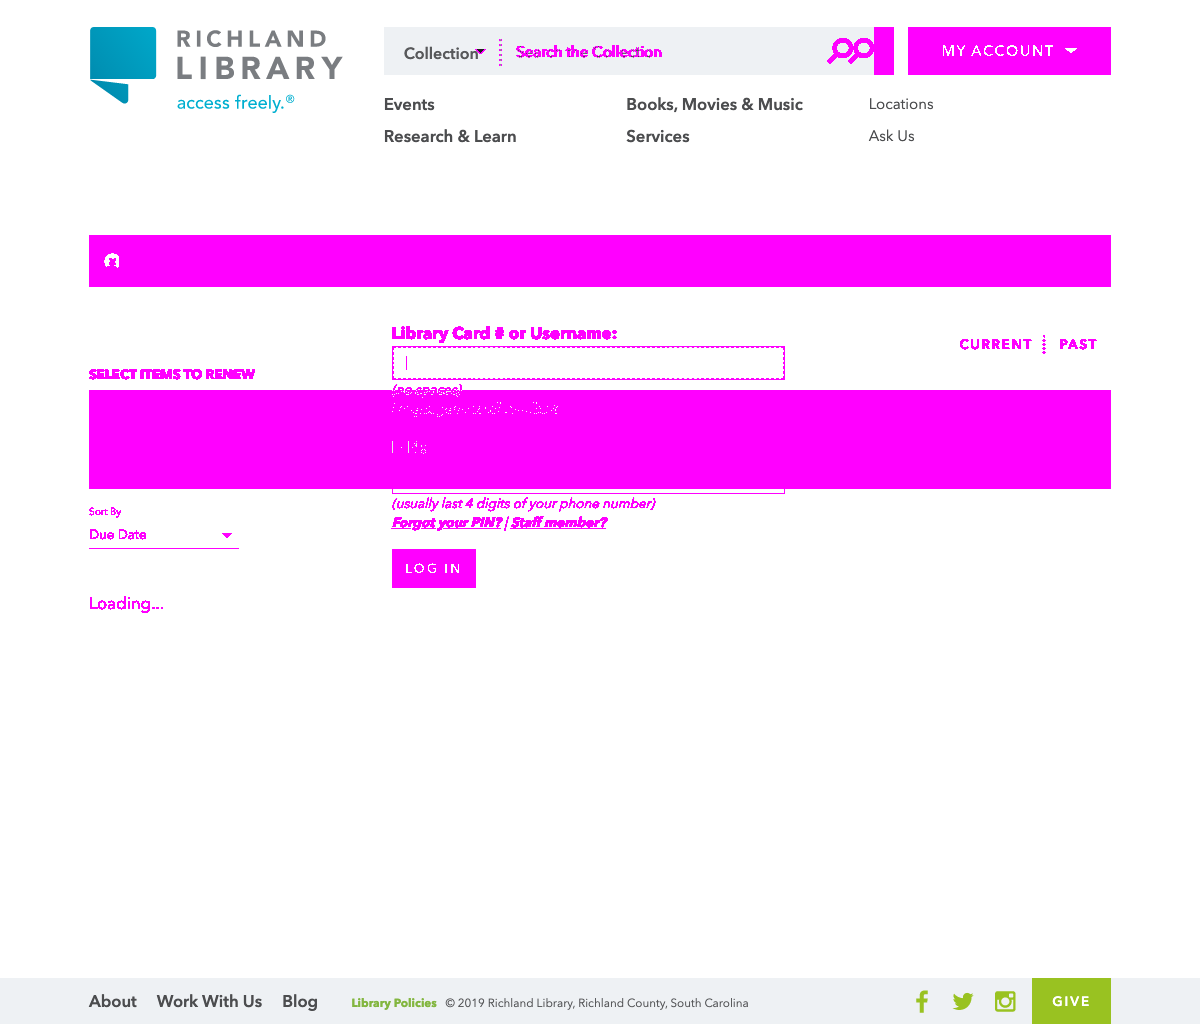 RICHLAND
LIBRARY
access freely.®
Collection Search the Collection
MY ACCOUNT
Events Books, Movies & Music Locations
Research & Learn Services Ask Us
Library Card # or Username:
CURRENT PAST
SELECT ITEMS TO RENEW
(no spaces)
(usually last 4 digits of your phone number)
Forgot your PIN? | Staff member?
Sort By
Due Date
LOG IN
Loading...
About Work With Us Blog Library Policies © 2019 Richland Library, Richland County, South Carolina GIVE